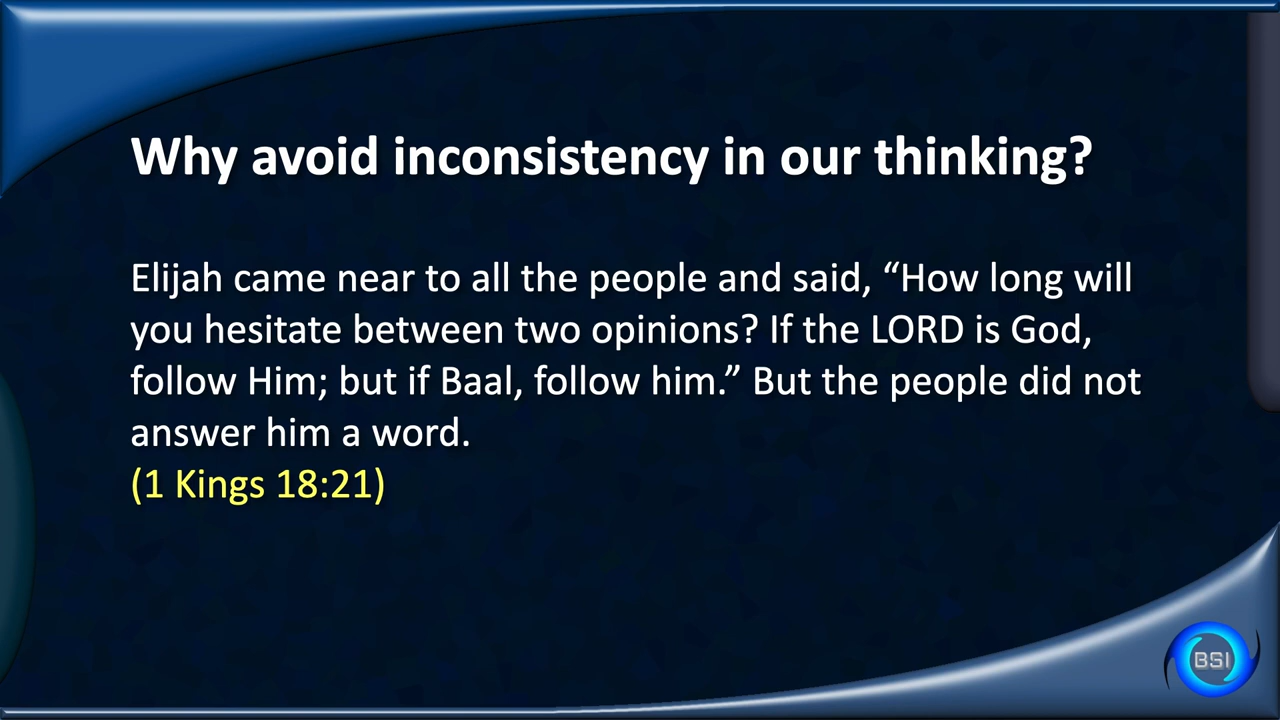 Why avoid inconsistency in our thinking?
Elijah came near to all the people and said, “How long will
you hesitate between two opinions? If the LORD is God,
follow Him; but if Baal, follow him.” But the people did not
answer him a word.
(1 Kings 18:21)
BSI